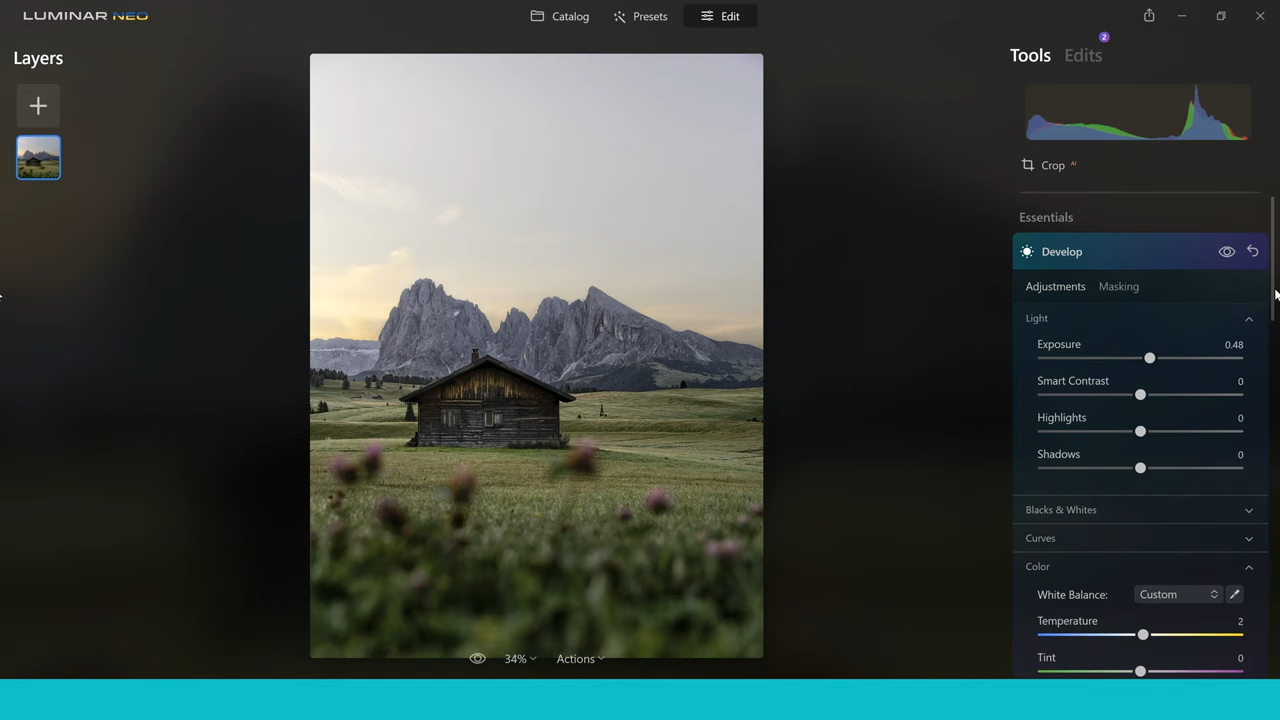 LUMINAR NEO
Catalog
Presets
Edit
Layers
2
Tools Edits
Crop AI
Essentials
Develop
Adjustments Masking
Light
Exposure 0.48
Smart Contrast 0
Highlights 0
Shadows 0
Blacks & Whites
Curves
Color
White Balance: Custom
Temperature 2
Tint 0
34% Actions